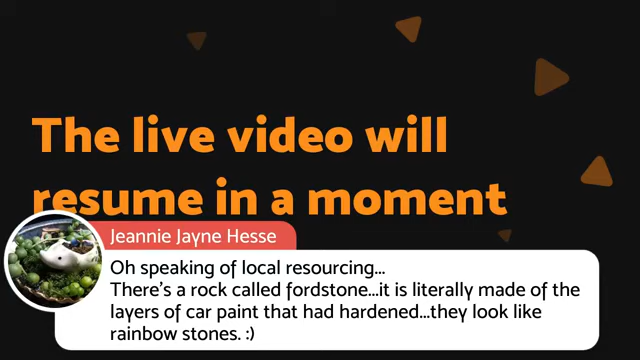 The live video will
resume in a moment
Jeannie Jayne Hesse
Oh speaking of local resourcing...
There's a rock called fordstone...it is literally made of the
layers of car paint that had hardened...they look like
rainbow stones. :)